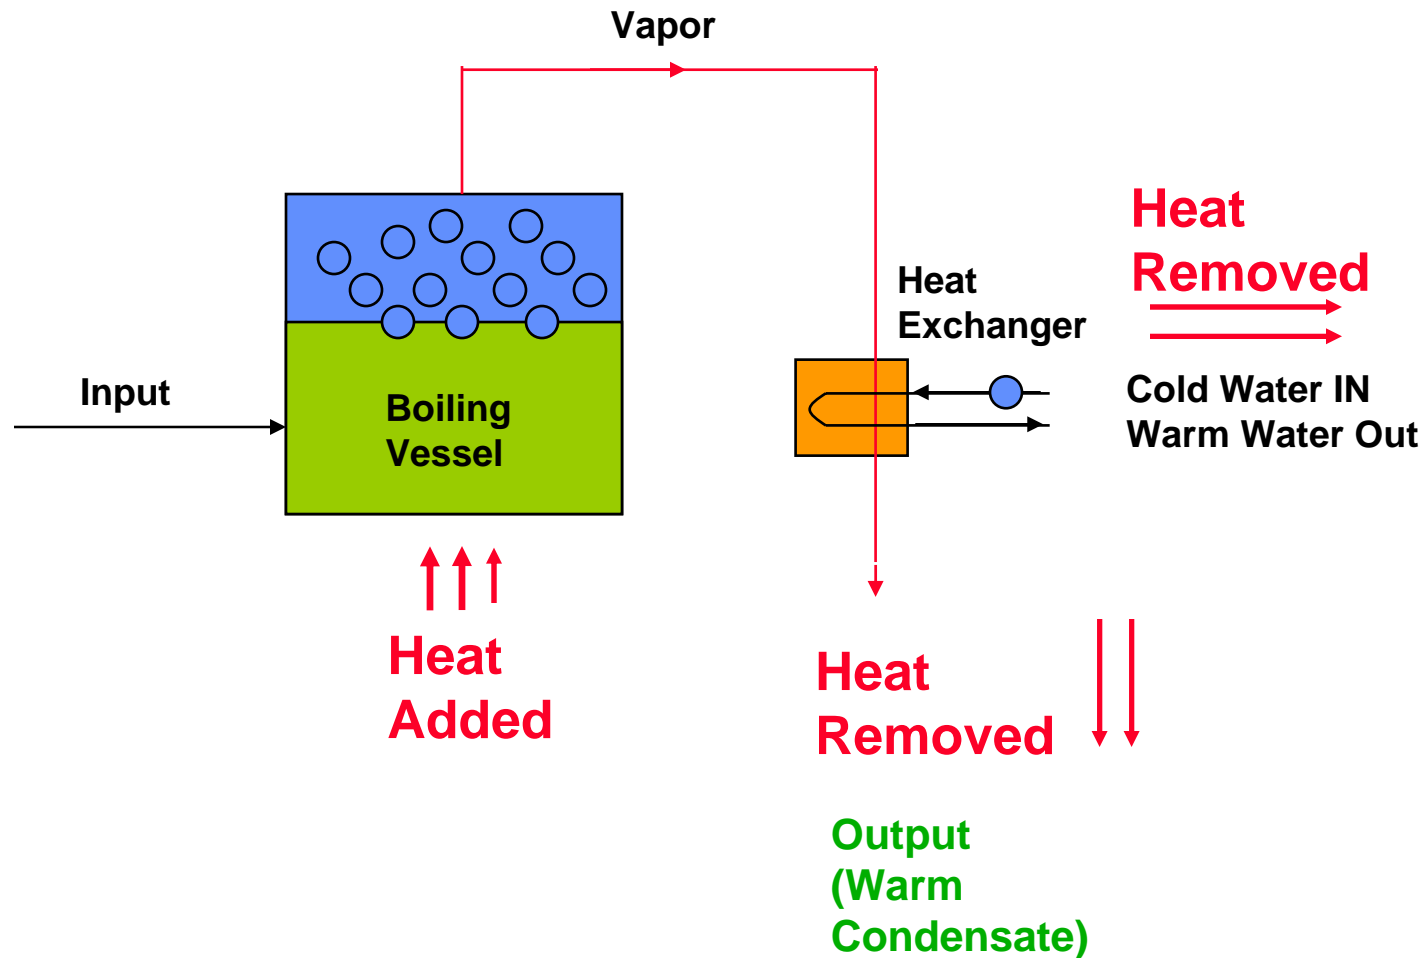 Vapor
Heat
Removed
Heat
Exchanger
Input
Boiling
Vessel
Cold Water IN
Warm Water Out
Heat
Added
Heat
Removed
Output
(Warm
Condensate)